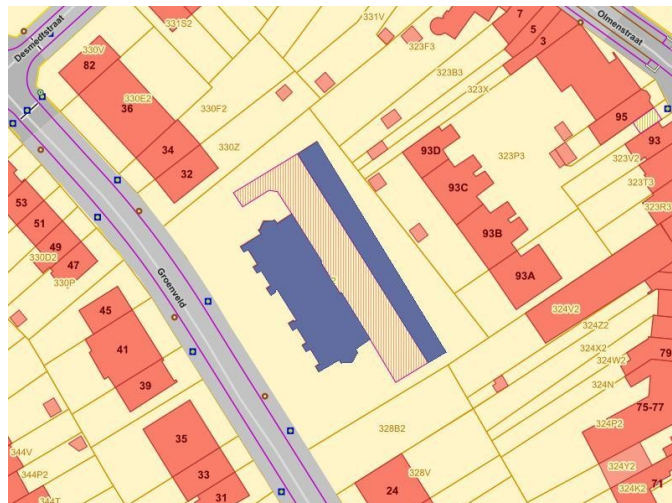 331S2
331V
7
5
3
Olmenstraat
Desmedtstraat
330V
82
323F3
330E2
36
323B3
323X
330F2
34
330Z
32
93D
95
93
323P3
323V2
93C
323T3
323R3
53
51
49
47
330D2
330P
93B
93A
Groenveld
45
41
39
324V2
324Z2
324X2
324W2
79
324N
75-77
324P2
35
33
31
328B2
328V
24
344V
344P2
344T
324Y2
71
324K2